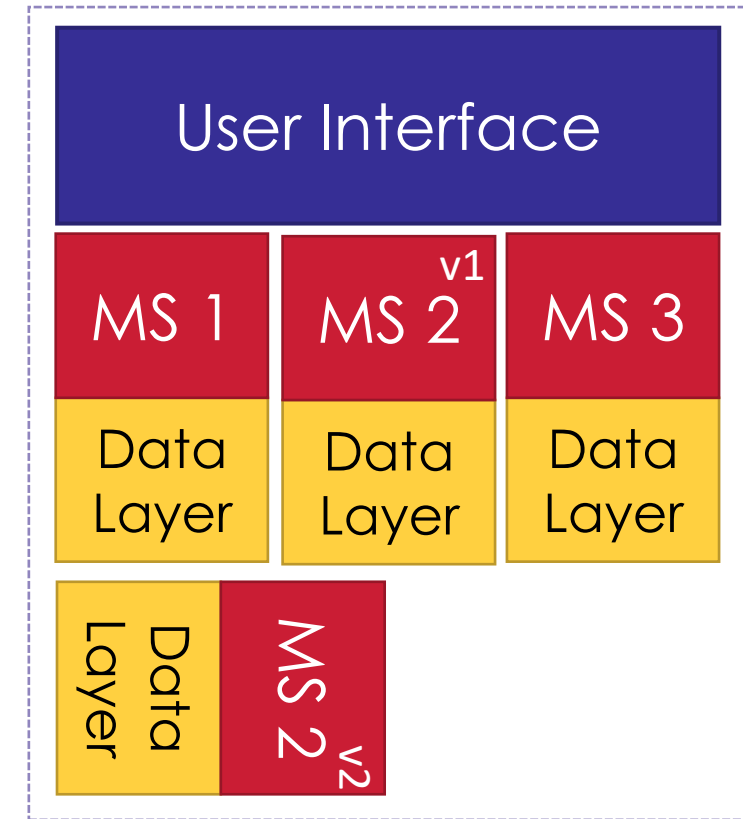 User Interface
v1
MS 1
MS 2
MS 3
Data
Layer
Data
Layer
Data
Layer
Data
Layer
MS 2
v2